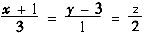 (x + 1)/3 = (y − 3)/1 = z/2